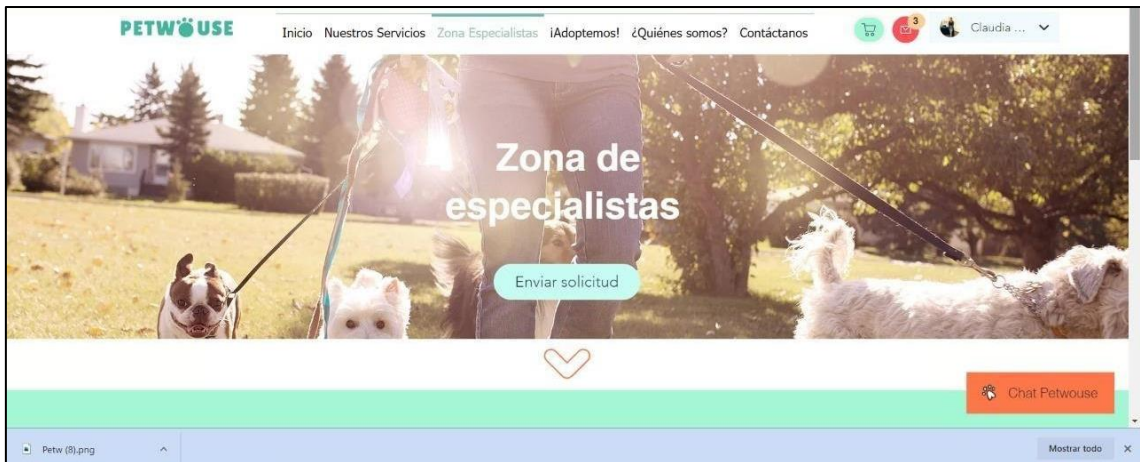 PETWOUSE
Inicio Nuestros Servicios Zona Especialistas ¡Adoptemos! ¿Quiénes somos? Contáctanos
3
Claudia ...
Zona de
especialistas
Enviar solicitud
Chat Petwouse
Petw (8).png
Mostrar todo